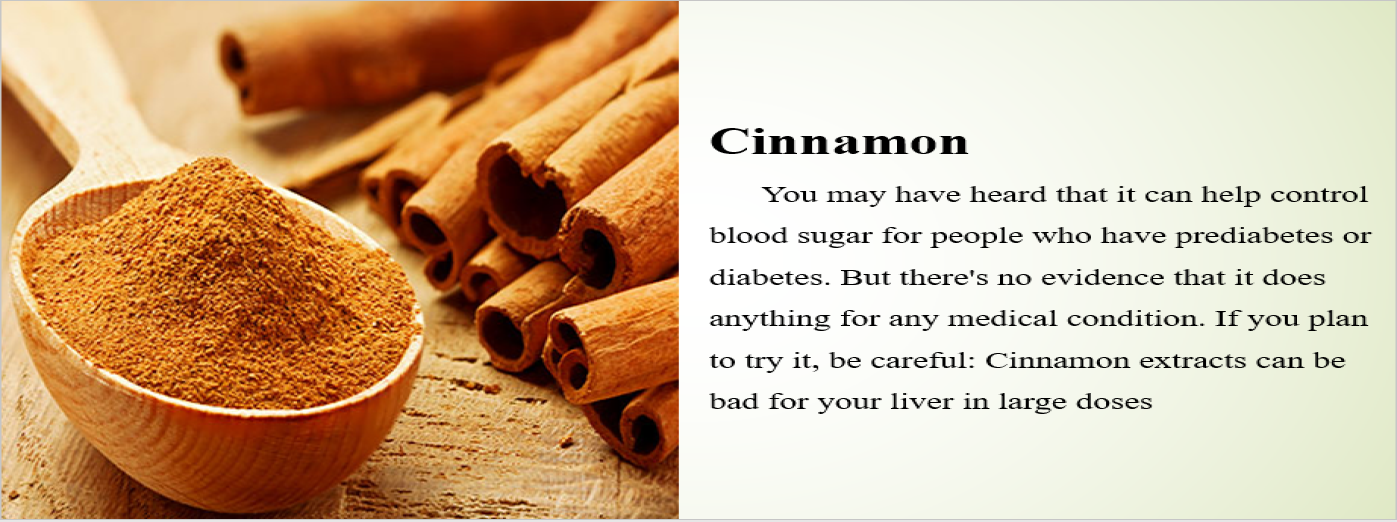 Cinnamon
You may have heard that it can help control
blood sugar for people who have prediabetes or
diabetes. But there's no evidence that it does
anything for any medical condition. If you plan
to try it, be careful: Cinnamon extracts can be
bad for your liver in large doses